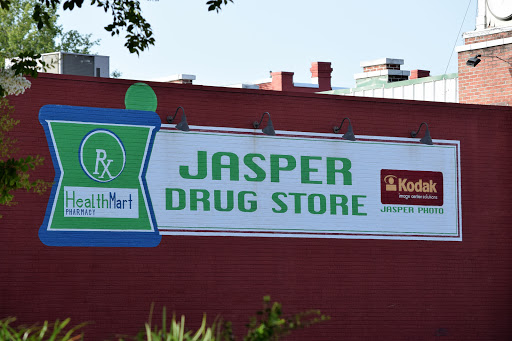 Rx
HealthMart
PHARMACY
JASPER
DRUG STORE
Kodak
image center solutions
JASPER PHOTO